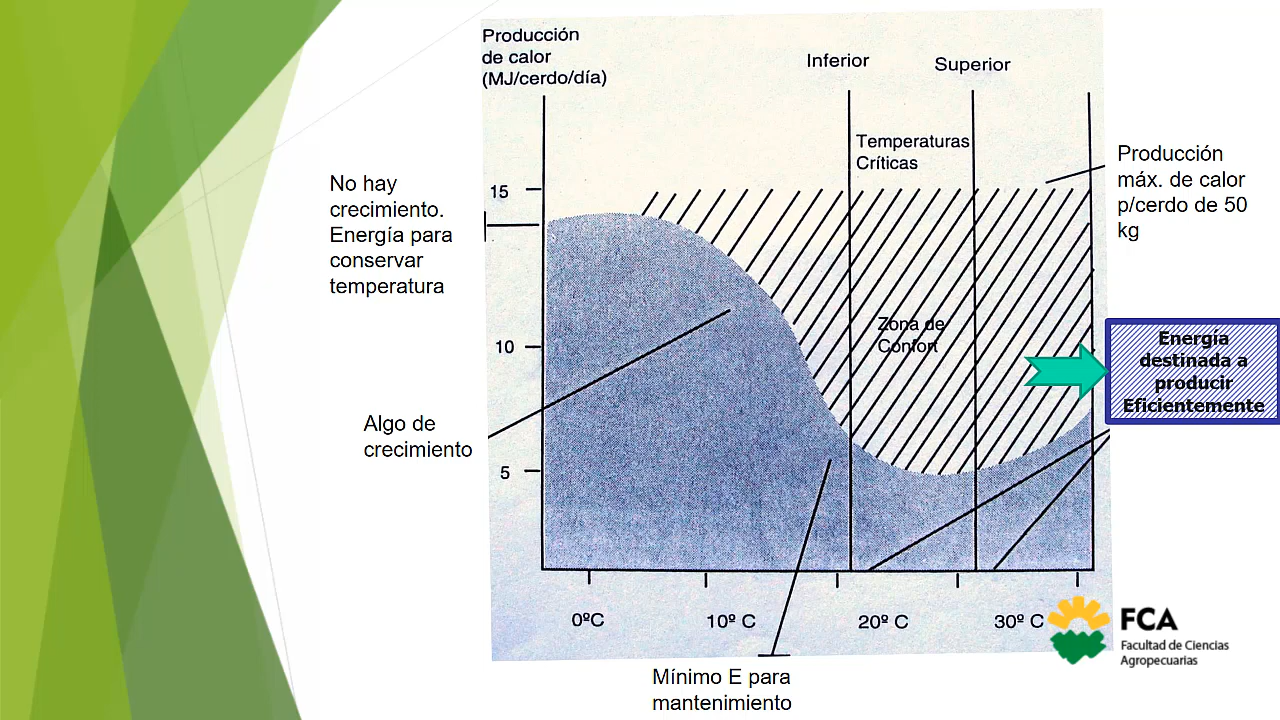 Producción
de calor
(MJ/cerdo/día)
Inferior
Superior
Temperaturas
Críticas
Producción
máx. de calor
p/cerdo de 50
kg
No hay
crecimiento.
Energía para
conservar
temperatura
15
10
5
Zona de
Confort
Energía
destinada a
producir
Eficientemente
Algo de
crecimiento
0ºC
10º C
20º C
30º C
Mínimo E para
mantenimiento
FCA
Facultad de Ciencias
Agropecuarias